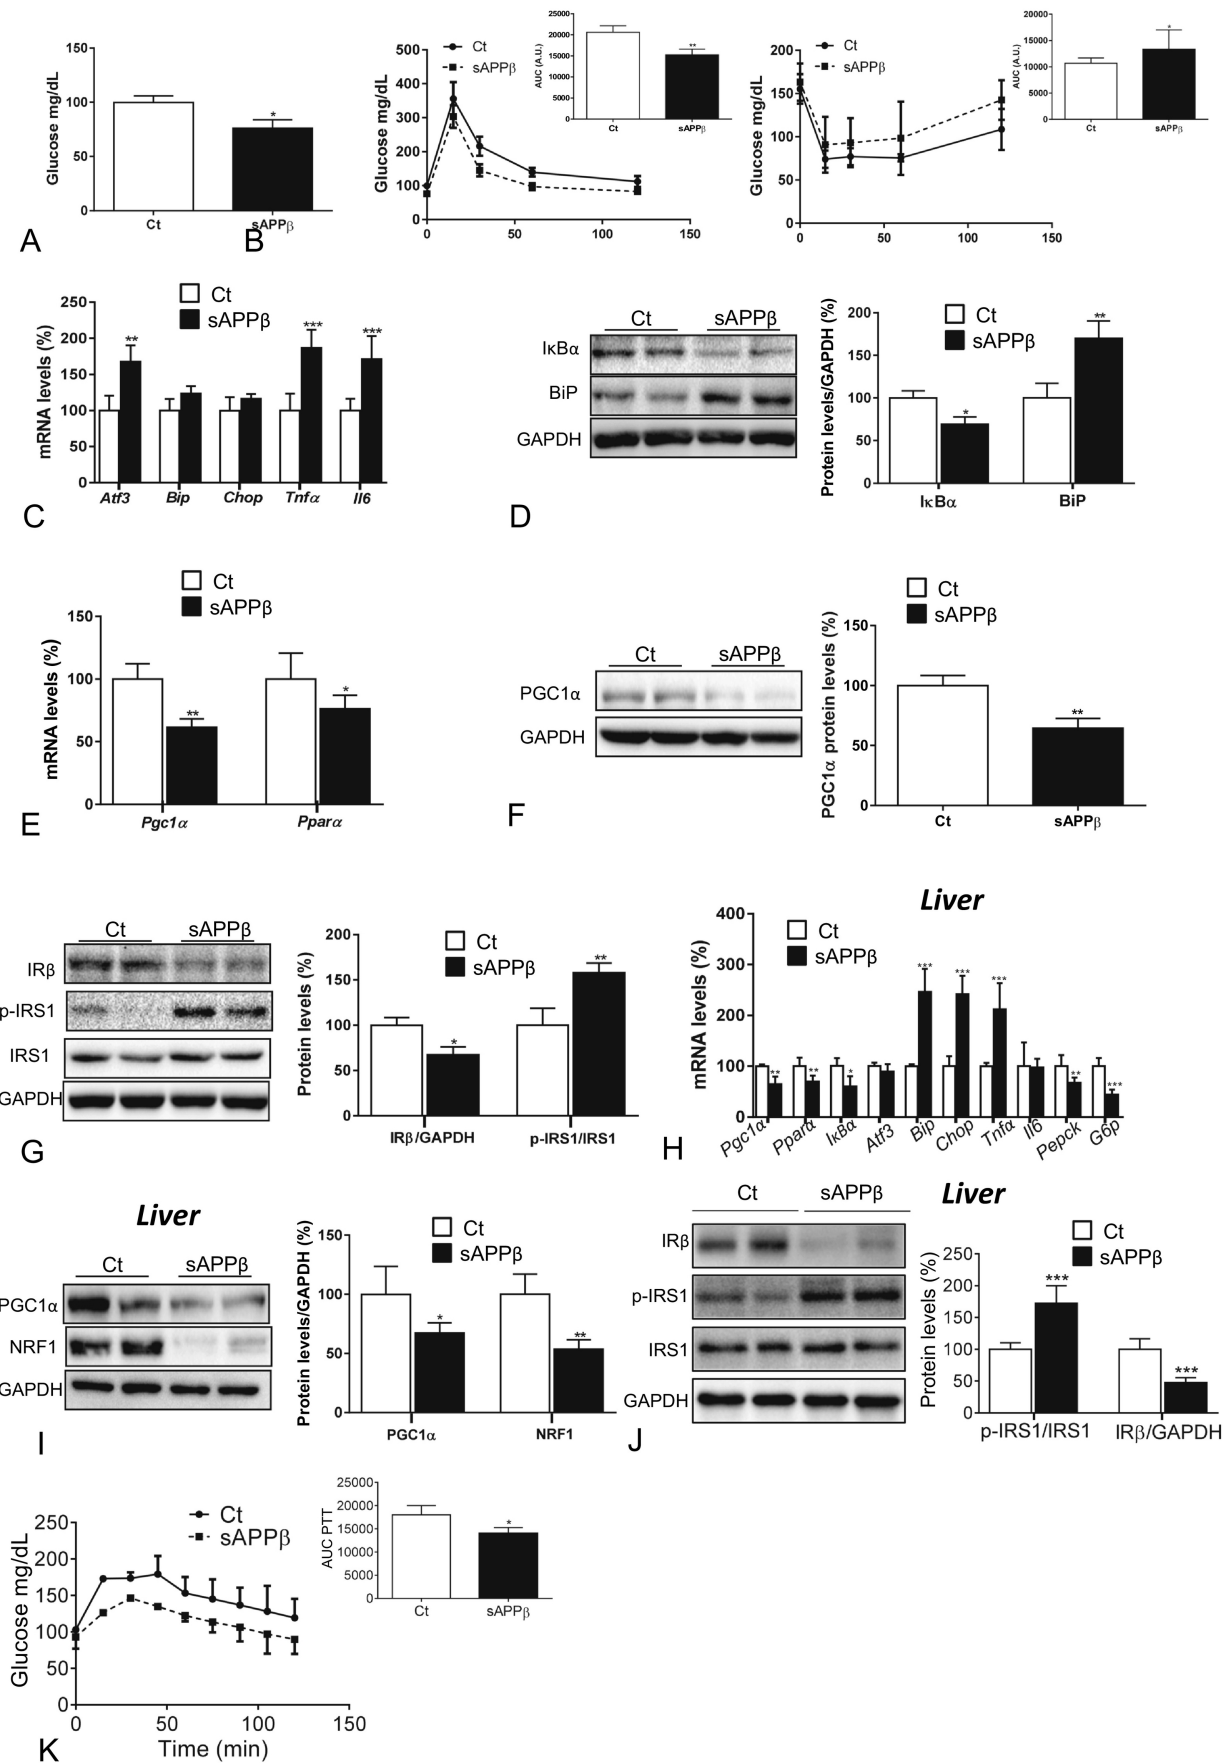 Glucose mg/dL
150
100
50
0
Ct
sAPPβ
*
A
B
Glucose mg/dL
500
400
300
200
100
0
0
50
100
150
Ct
sAPPβ
AUC (A.U.)
25000
20000
15000
10000
5000
0
**
Ct
sAPPβ
Glucose mg/dL
200
150
100
50
0
0
50
100
150
Ct
sAPPβ
AUC (A.U.)
20000
15000
10000
5000
0
*
Ct
sAPPβ
Ct
sAPPβ
mRNA levels (%)
250
200
150
100
50
0
**
***
***
Atf3 Bip Chop Tnfα Il6
C
Ct sAPPβ
IκBα
BiP
GAPDH
D
Protein levels/GAPDH (%)
200
150
100
50
0
Ct
sAPPβ
*
**
IκBα BiP
Ct
sAPPβ
mRNA levels (%)
150
100
50
0
**
*
Pgc1α Pparα
E
Ct sAPPβ
PGC1α
GAPDH
F
Ct
sAPPβ
PGC1α protein levels (%)
150
100
50
0
**
Ct sAPPβ
Ct sAPPβ
IRβ
p-IRS1
IRS1
GAPDH
G
Protein levels (%)
200
150
100
50
0
Ct
sAPPβ
*
**
IRβ/GAPDH p-IRS1/IRS1
Liver
Ct
sAPPβ
mRNA levels (%)
400
300
200
100
0
** ** * *** *** *** ** ***
Pgc1α Pparα IκBα Atf3 Bip Chop Tnfα Il6 Pepck G6p
H
Liver
Ct sAPPβ
PGC1α
NRF1
GAPDH
I
Protein levels/GAPDH (%)
150
100
50
0
Ct
sAPPβ
*
**
PGC1α NRF1
Ct sAPPβ
Liver
IRβ
p-IRS1
IRS1
GAPDH
J
Protein levels (%)
250
200
150
100
50
0
Ct
sAPPβ
***
***
p-IRS1/IRS1 IRβ/GAPDH
Glucose mg/dL
250
200
150
100
50
0
0 50 100 150
Time (min)
Ct
sAPPβ
AUC PTT
25000
20000
15000
10000
5000
0
*
Ct sAPPβ
K